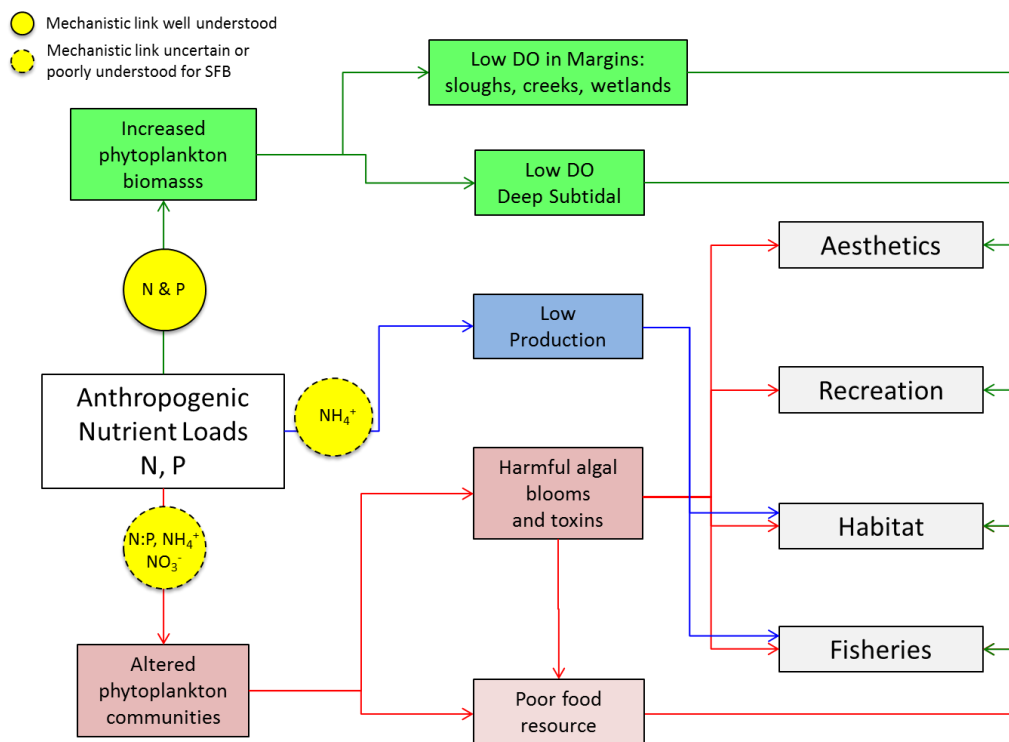 Mechanistic link well understood
Mechanistic link uncertain or
poorly understood for SFB
Low DO in Margins:
sloughs, creeks, wetlands
Increased
phytoplankton
biomasss
Low DO
Deep Subtidal
Aesthetics
N & P
Low
Production
Recreation
Anthropogenic
Nutrient Loads
N, P
NH₄⁺
Harmful algal
blooms
and toxins
Habitat
N:P, NH₄⁺
NO₃⁻
Fisheries
Altered
phytoplankton
communities
Poor food
resource